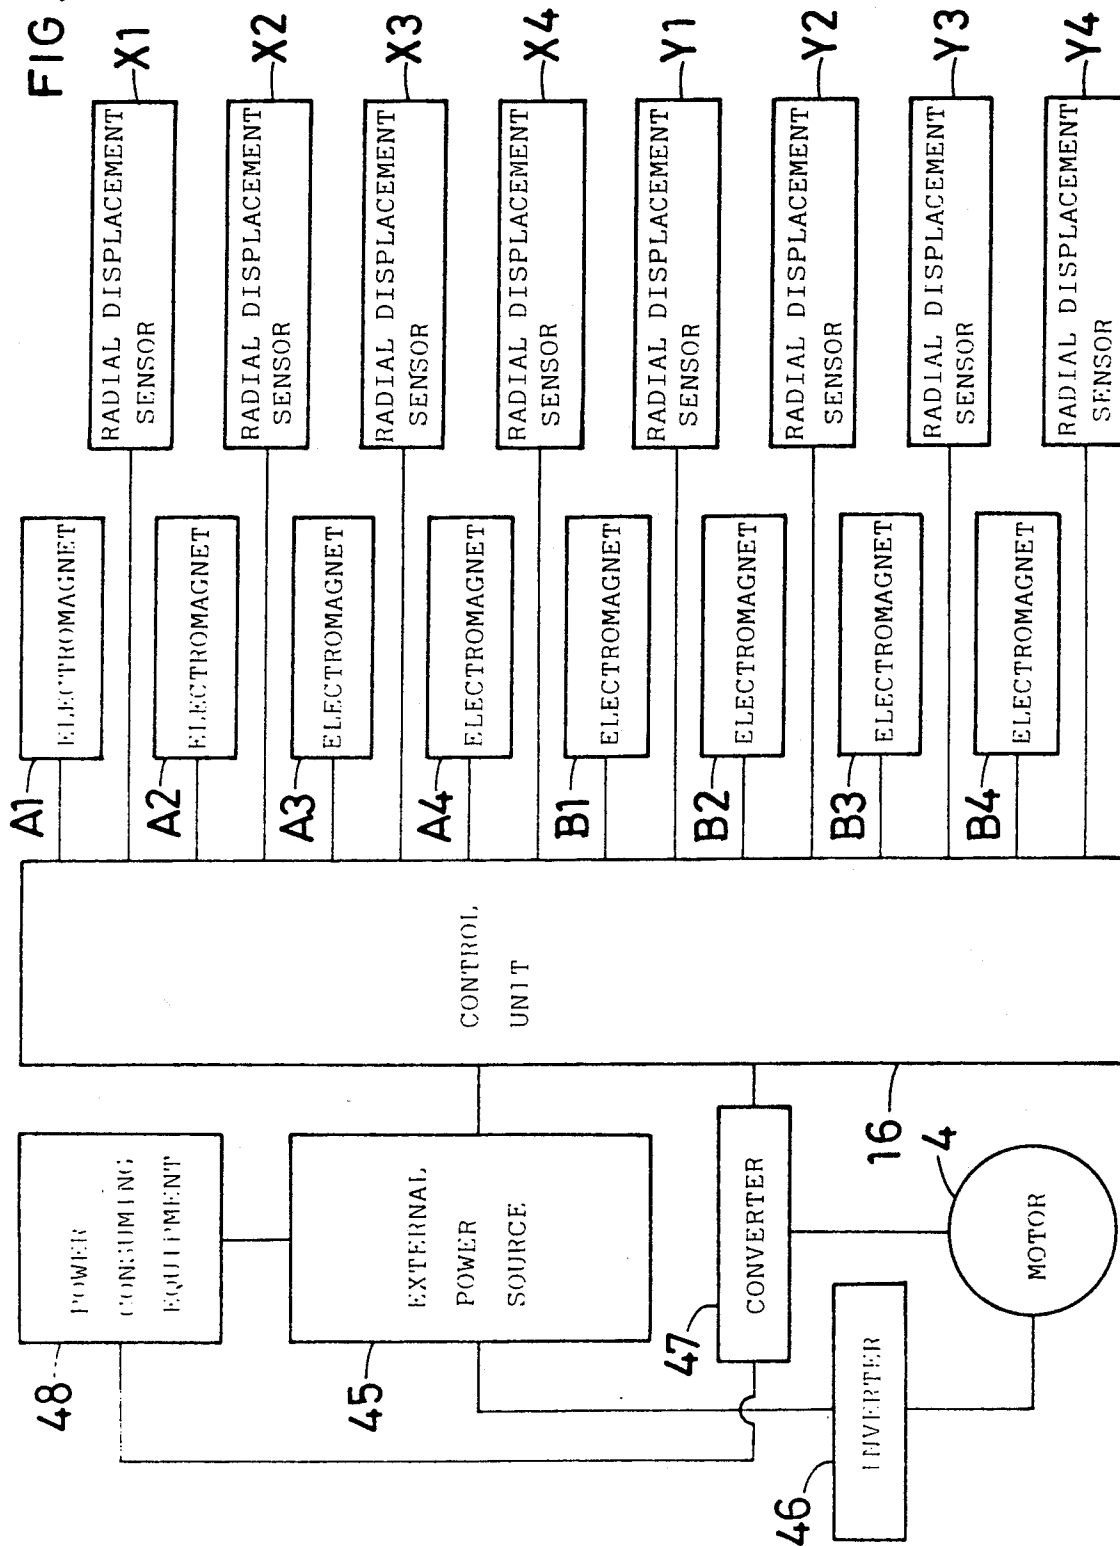 FIG.
48
POWER
CONSUMING
EQUIPMENT
45
EXTERNAL
POWER
SOURCE
47
CONVERTER
46
INVERTER
4
MOTOR
16
CONTROL
UNIT
A1
ELECTROMAGNET
A2
ELECTROMAGNET
A3
ELECTROMAGNET
A4
ELECTROMAGNET
B1
ELECTROMAGNET
B2
ELECTROMAGNET
B3
ELECTROMAGNET
B4
ELECTROMAGNET
RADIAL DISPLACEMENT
SENSOR
X1
RADIAL DISPLACEMENT
SENSOR
X2
RADIAL DISPLACEMENT
SENSOR
X3
RADIAL DISPLACEMENT
SENSOR
X4
RADIAL DISPLACEMENT
SENSOR
Y1
RADIAL DISPLACEMENT
SENSOR
Y2
RADIAL DISPLACEMENT
SENSOR
Y3
RADIAL DISPLACEMENT
SENSOR
Y4